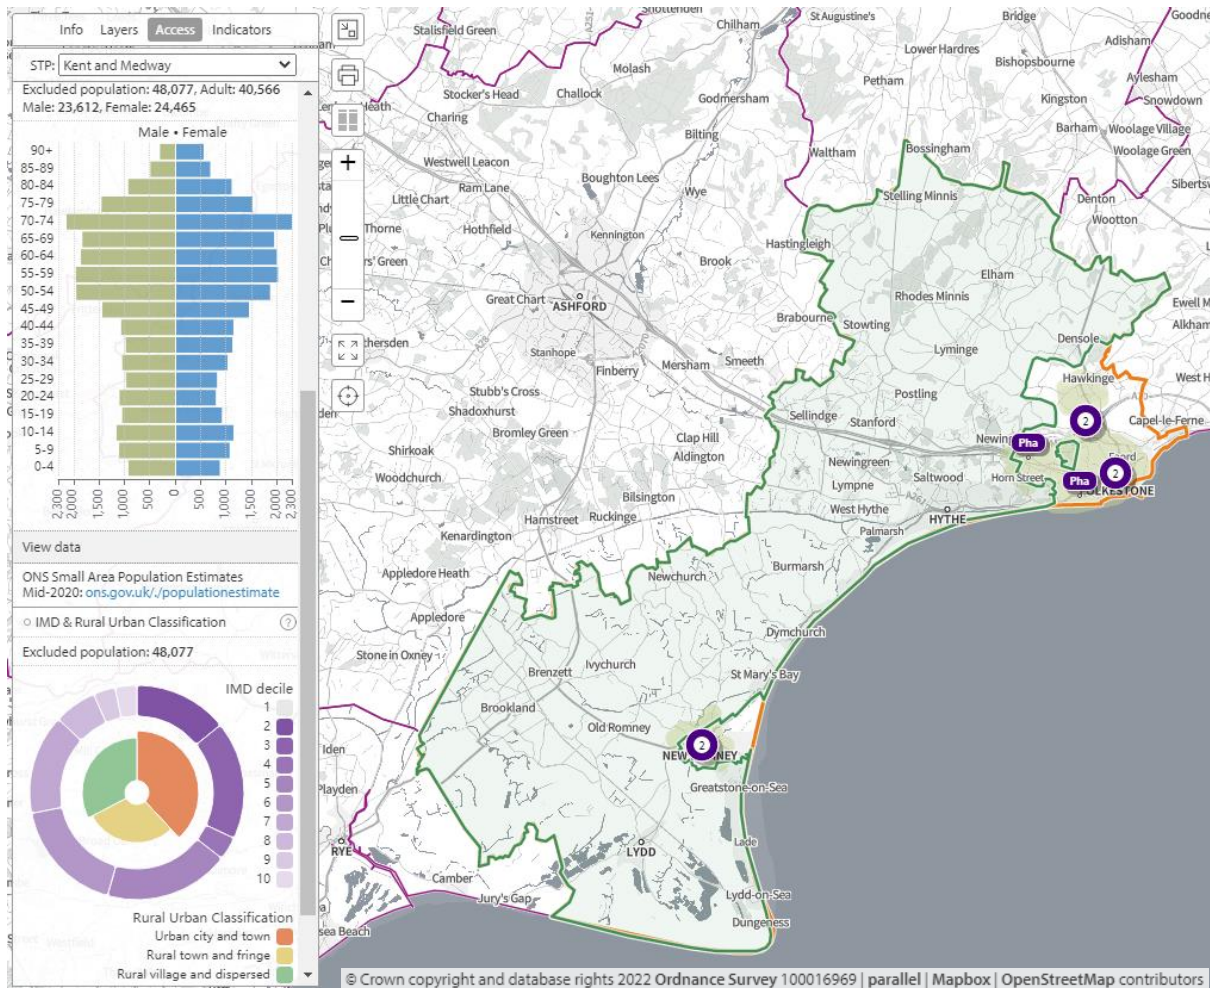 Info Layers Access Indicators
STP: Kent and Medway
Excluded population: 48,077, Adult: 40,566
Male: 23,612, Female: 24,465
Male • Female
90+
85-89
80-84
75-79
70-74
65-69
60-64
55-59
50-54
45-49
40-44
35-39
30-34
25-29
20-24
15-19
10-14
5-9
0-4
2,300
2,000
1,500
1,000
500
0
500
1,000
1,500
2,000
2,300
View data
ONS Small Area Population Estimates
Mid-2020: ons.gov.uk/./populationestimate
IMD & Rural Urban Classification ?
Excluded population: 48,077
IMD decile
1
2
3
4
5
6
7
8
9
10
Rural Urban Classification
Urban city and town
Rural town and fringe
Rural village and dispersed
+
−
Stalisfield Green
A251
Chilham
St Augustine's
Bridge
Adisham
Lower Hardres
Bishopsbourne
Molash
Petham
Aylesham
Stocker's Head
Challock
Godmersham
Kingston
Snowdown
Charing
Bilting
Barham
Woolage Village
Waltham
Bossingham
Woolage Green
Westwell Leacon
Boughton Lees
Ram Lane
Wye
Little Chart
Stelling Minnis
Denton
Wootton
Hothfield
Kennington
Hastingleigh
Brook
Elham
Great Chart
ASHFORD
Rhodes Minnis
Brabourne
Stowting
Densole
Stanhope
Lyminge
Mersham
Smeeth
Finberry
Hawkinge
Stubb's Cross
Postling
Shadoxhurst
Sellindge
Stanford
Capel-le-Ferne
Bromley Green
Clap Hill
2
Pha
Shirkoak
Aldington
Newingreen
Saltwood
Horn Street
2
Woodchurch
Lympne
Pha
Bilsington
A261
West Hythe
HYTHE
Hamstreet
Ruckinge
Palmarsh
Kenardington
Appledore Heath
Newchurch
Burmarsh
Appledore
Dymchurch
Stone in Oxney
Ivychurch
Brenzett
St Mary's Bay
Brookland
Old Romney
Iden
2
Playden
Greatstone-on-Sea
RYE
LYDD
Lade
Camber
Jury's Gap
Lydd-on-Sea
Dungeness
© Crown copyright and database rights 2022 Ordnance Survey 100016969 | parallel | Mapbox | OpenStreetMap contributors